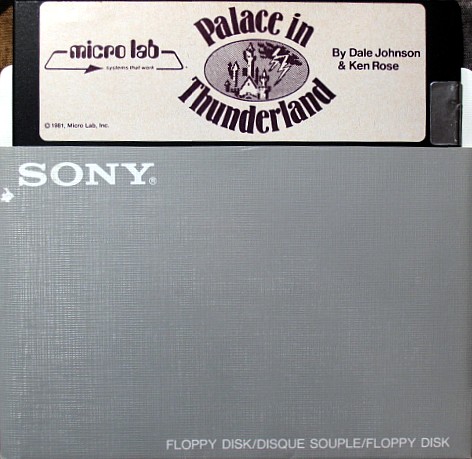 micro lab
systems that work
Palace in
Thunderland
By Dale Johnson
& Ken Rose
© 1981, Micro Lab, Inc.
SONY®
FLOPPY DISK/DISQUE SOUPLE/FLOPPY DISK